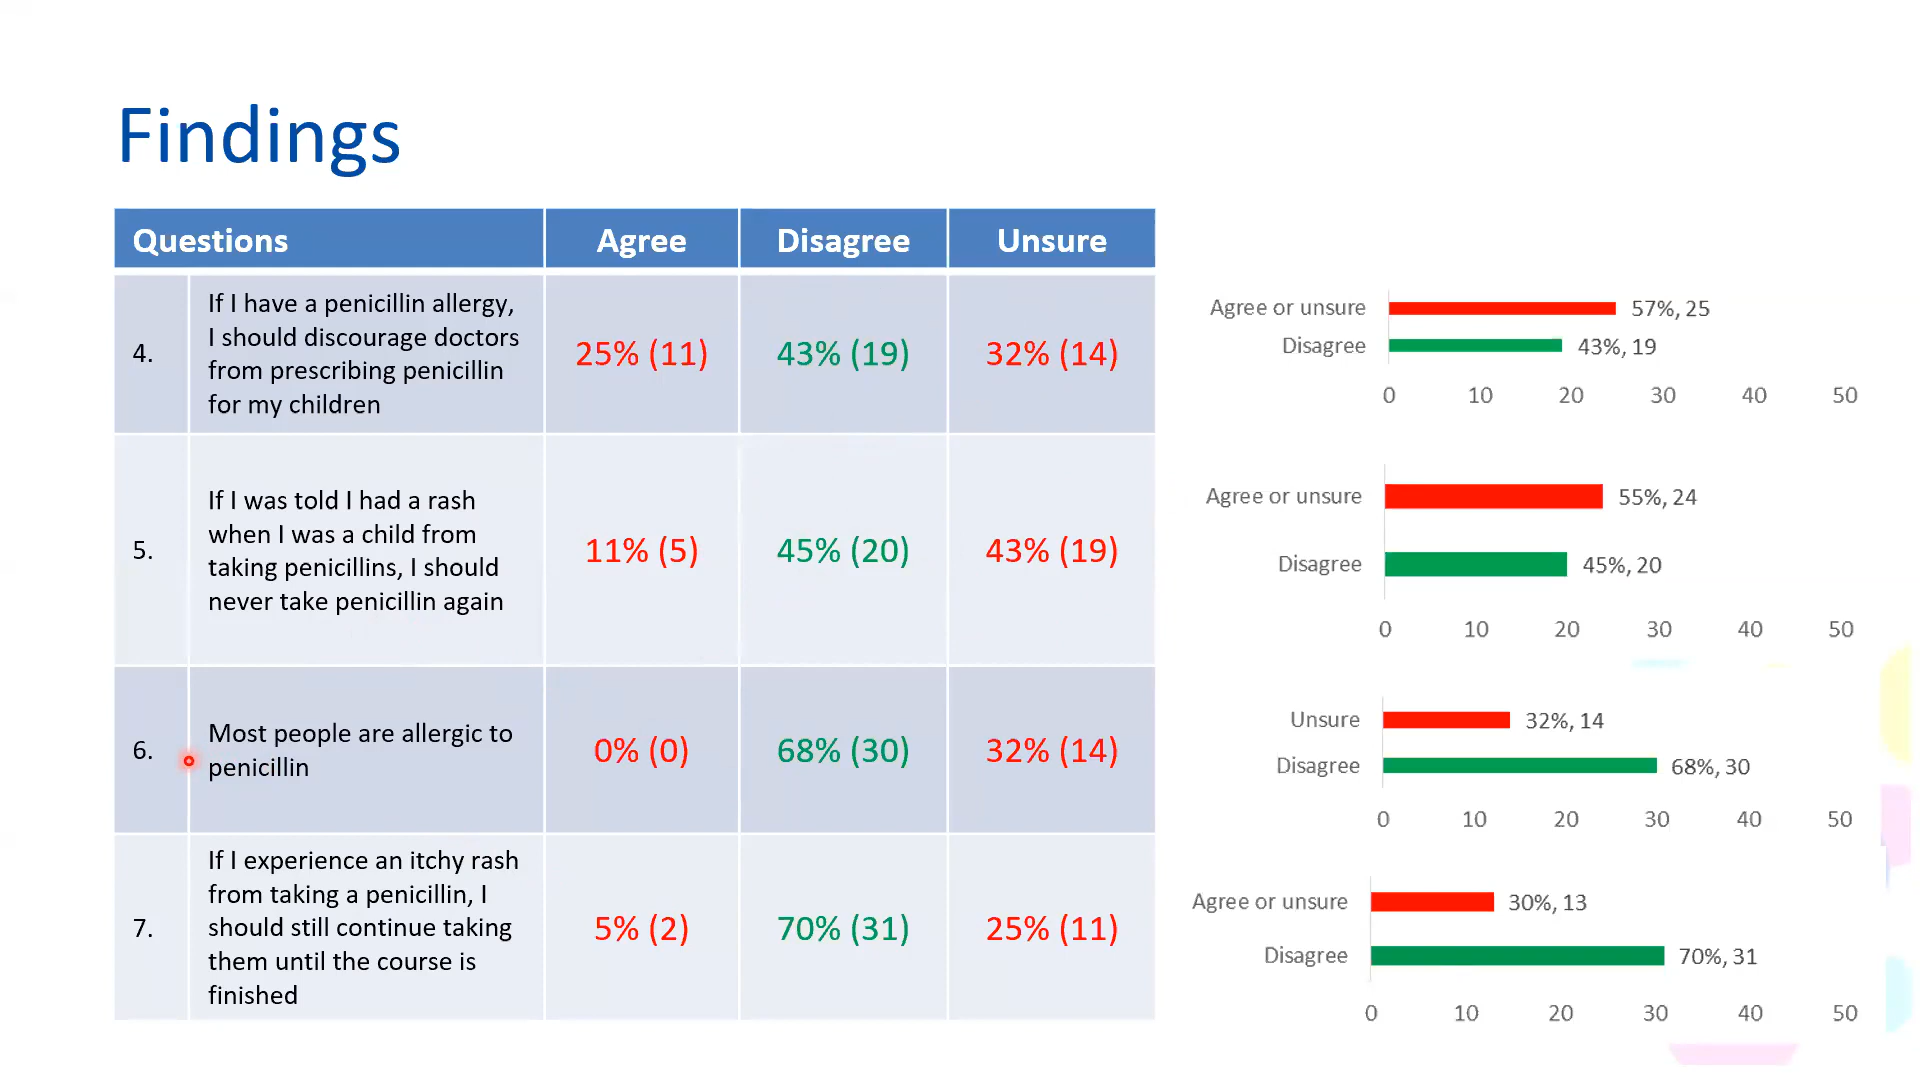 Findings
Questions Agree Disagree Unsure
4. If I have a penicillin allergy,
I should discourage doctors
from prescribing penicillin
for my children
25% (11) 43% (19) 32% (14)
5. If I was told I had a rash
when I was a child from
taking penicillins, I should
never take penicillin again
11% (5) 45% (20) 43% (19)
6. Most people are allergic to
penicillin
0% (0) 68% (30) 32% (14)
7. If I experience an itchy rash
from taking a penicillin, I
should still continue taking
them until the course is
finished
5% (2) 70% (31) 25% (11)
Agree or unsure 57%, 25
Disagree 43%, 19
0 10 20 30 40 50
Agree or unsure 55%, 24
Disagree 45%, 20
0 10 20 30 40 50
Unsure 32%, 14
Disagree 68%, 30
0 10 20 30 40 50
Agree or unsure 30%, 13
Disagree 70%, 31
0 10 20 30 40 50